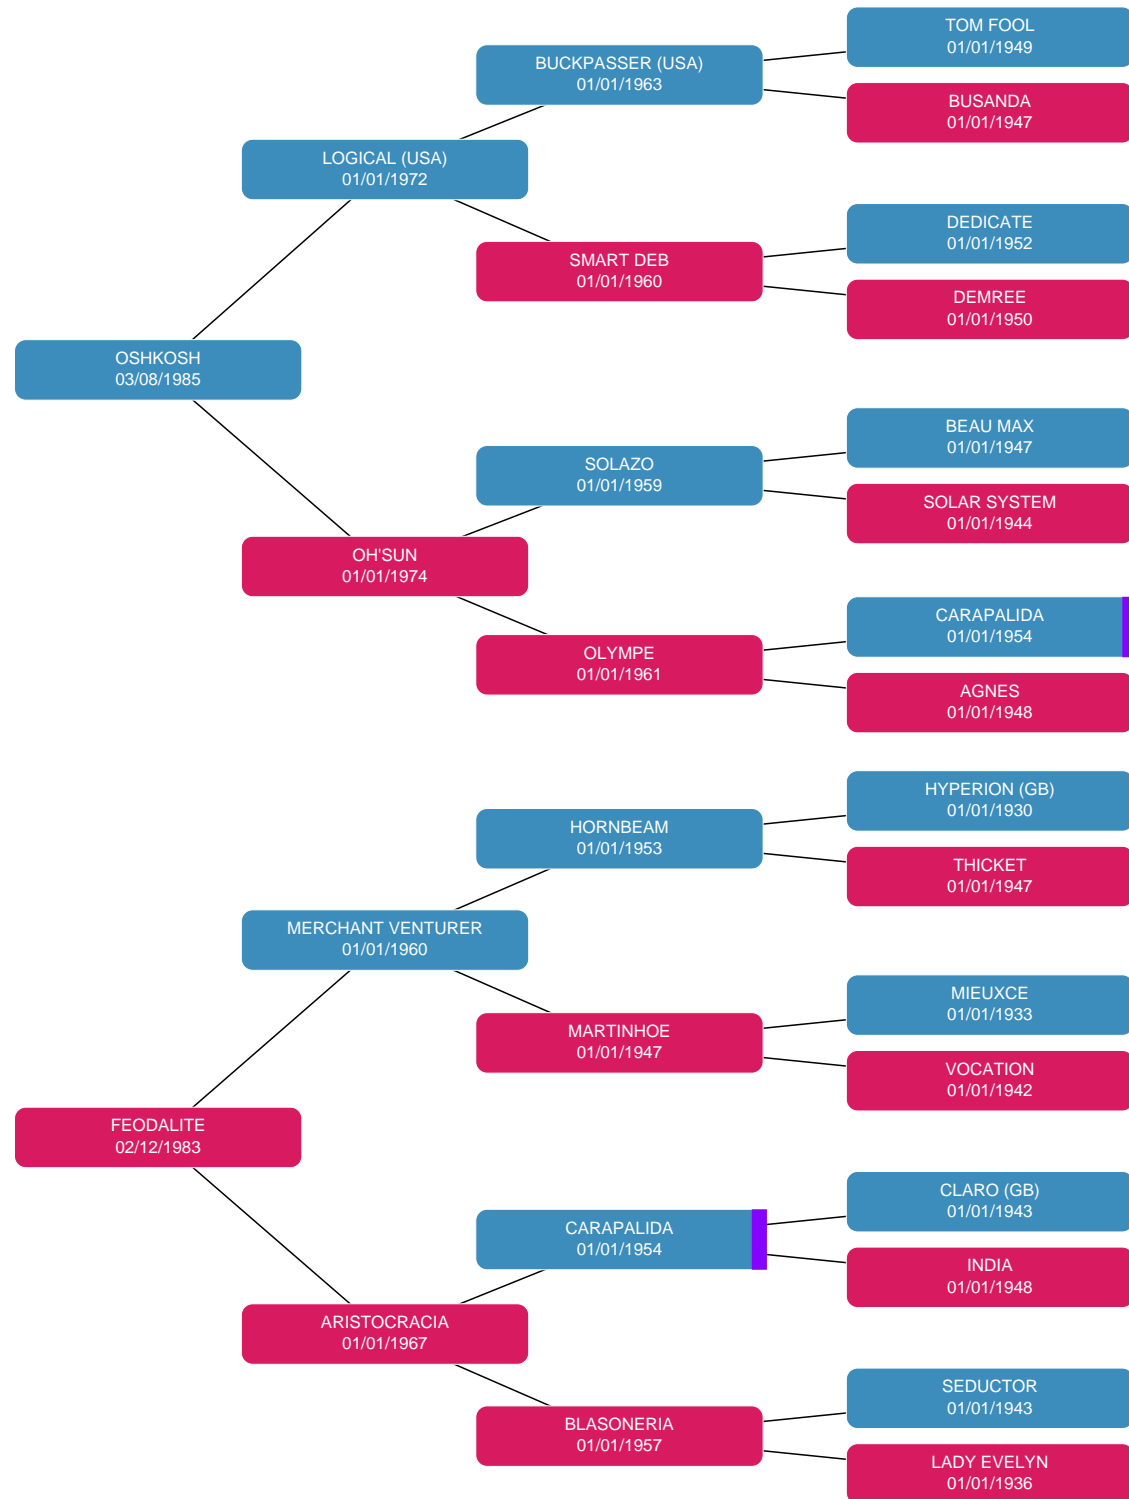 TOM FOOL
01/01/1949
BUCKPASSER (USA)
01/01/1963
BUSANDA
01/01/1947
LOGICAL (USA)
01/01/1972
DEDICATE
01/01/1952
SMART DEB
01/01/1960
DEMREE
01/01/1950
OSHKOSH
03/08/1985
BEAU MAX
01/01/1947
SOLAZO
01/01/1959
SOLAR SYSTEM
01/01/1944
OH'SUN
01/01/1974
CARAPALIDA
01/01/1954
OLYMPE
01/01/1961
AGNES
01/01/1948
HYPERION (GB)
01/01/1930
HORNBEAM
01/01/1953
THICKET
01/01/1947
MERCHANT VENTURER
01/01/1960
MIEUXCE
01/01/1933
MARTINHOE
01/01/1947
VOCATION
01/01/1942
FEODALITE
02/12/1983
CLARO (GB)
01/01/1943
CARAPALIDA
01/01/1954
INDIA
01/01/1948
ARISTOCRACIA
01/01/1967
SEDUCTOR
01/01/1943
BLASONERIA
01/01/1957
LADY EVELYN
01/01/1936